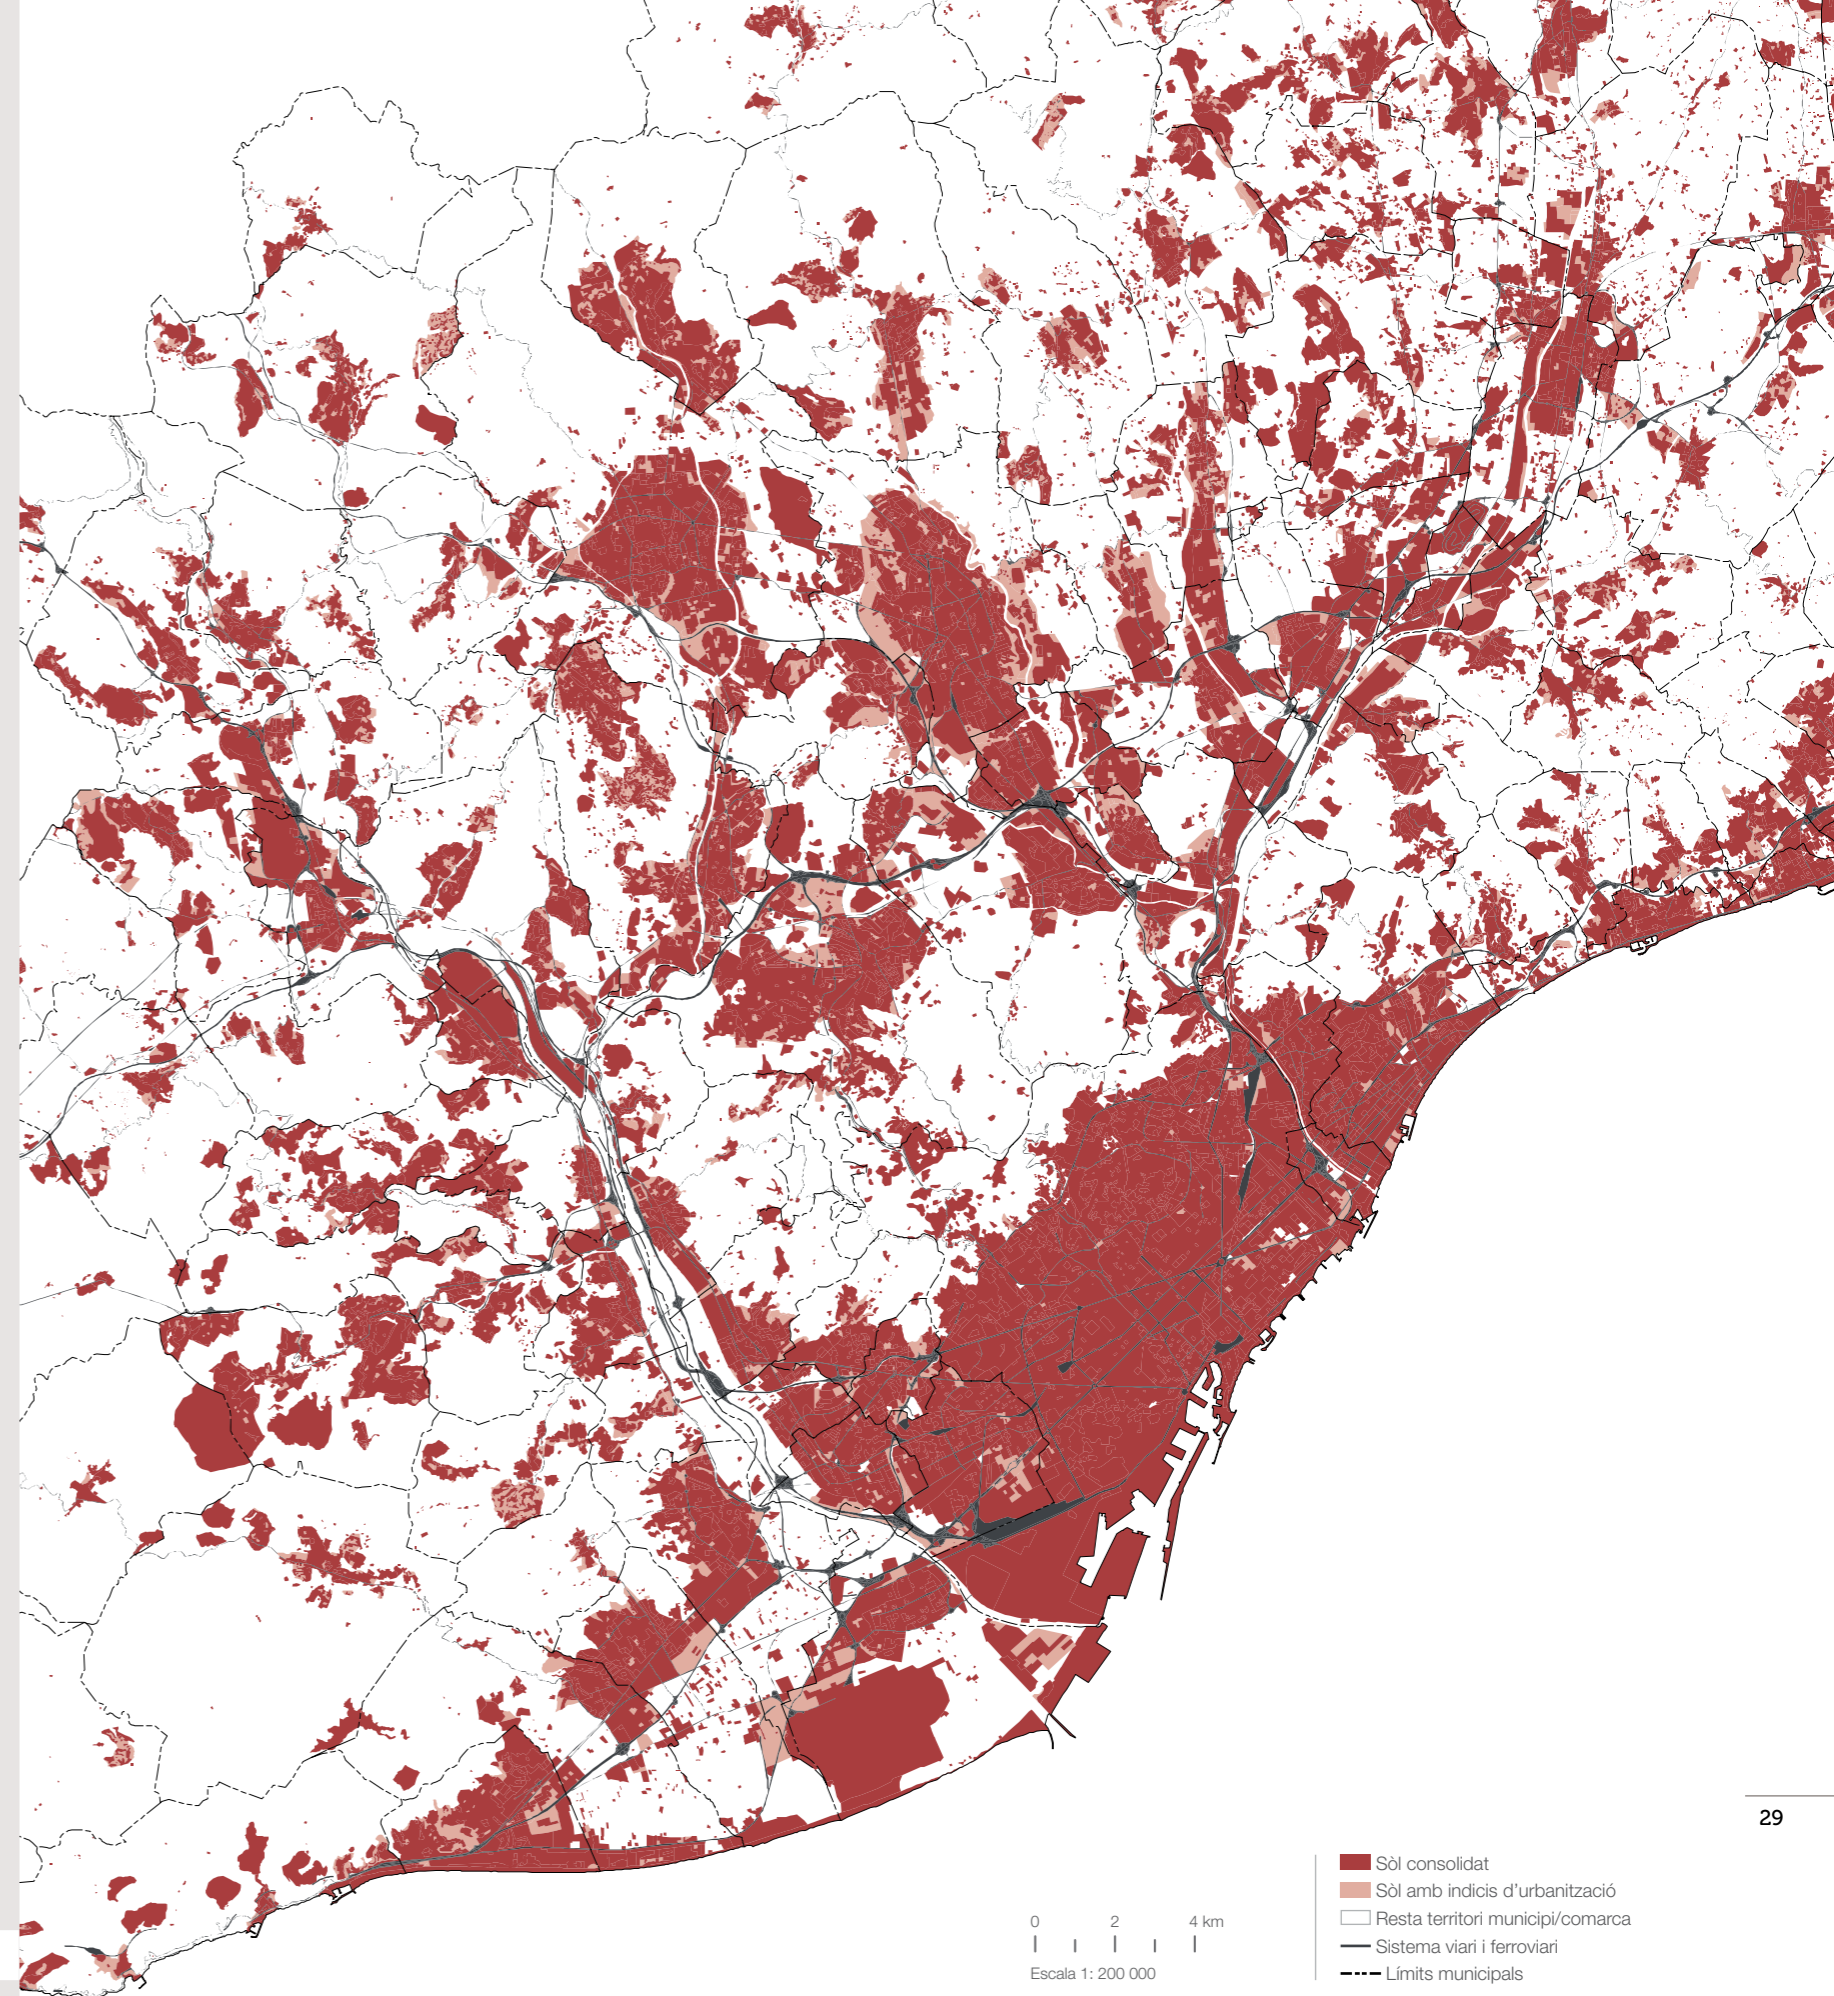 29
Sòl consolidat
Sòl amb indicis d'urbanització
Resta territori municipi/comarca
Sistema viari i ferroviari
Límits municipals
0 2 4 km
Escala 1: 200 000